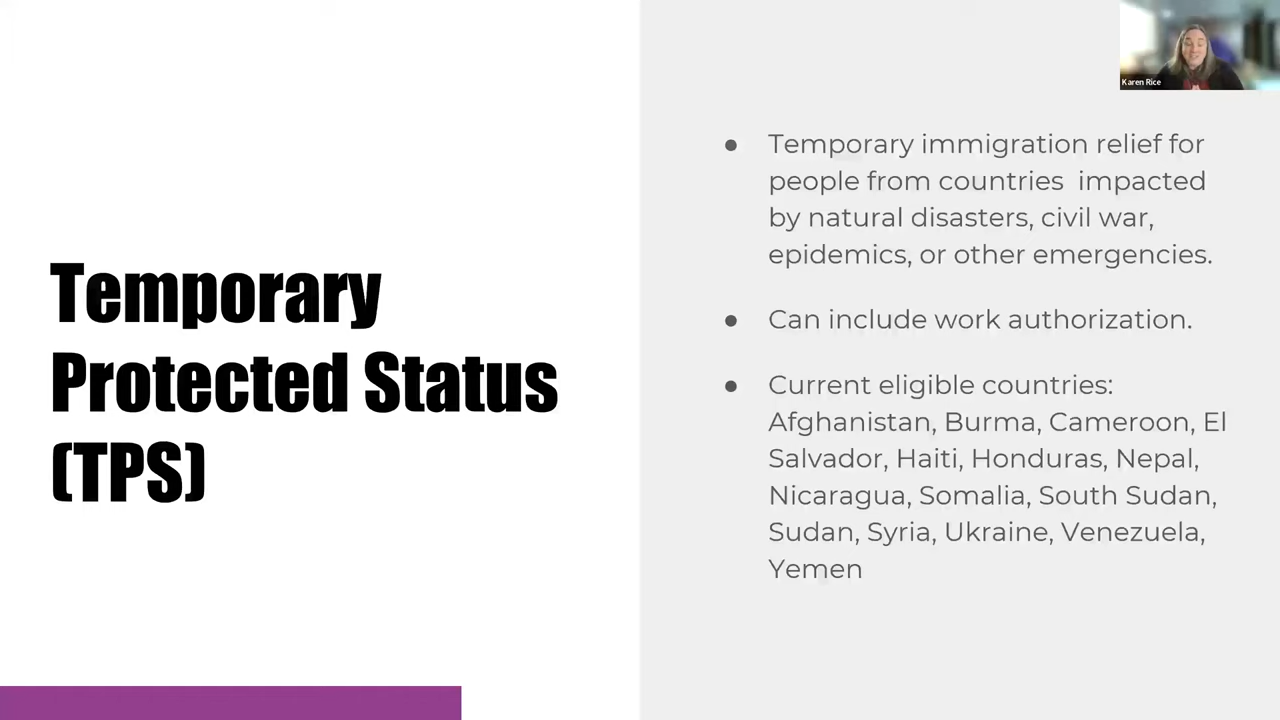 Karen Rice
Temporary
Protected Status
(TPS)
● Temporary immigration relief for
people from countries  impacted
by natural disasters, civil war,
epidemics, or other emergencies.
● Can include work authorization.
● Current eligible countries:
Afghanistan, Burma, Cameroon, El
Salvador, Haiti, Honduras, Nepal,
Nicaragua, Somalia, South Sudan,
Sudan, Syria, Ukraine, Venezuela,
Yemen